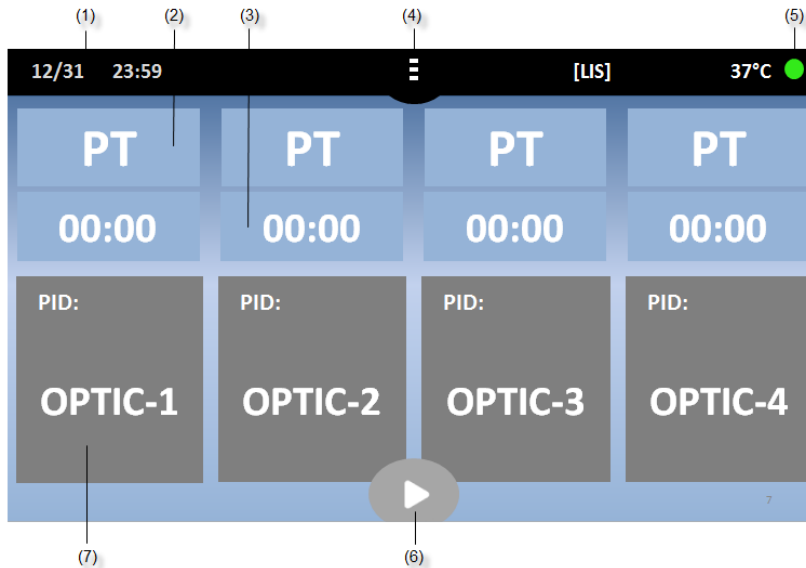 (1) (2) (3) (4) (5)
12/31 23:59 [LIS] 37°C
PT PT PT PT
00:00 00:00 00:00 00:00
PID: PID: PID: PID:
OPTIC-1 OPTIC-2 OPTIC-3 OPTIC-4
7
(7) (6)